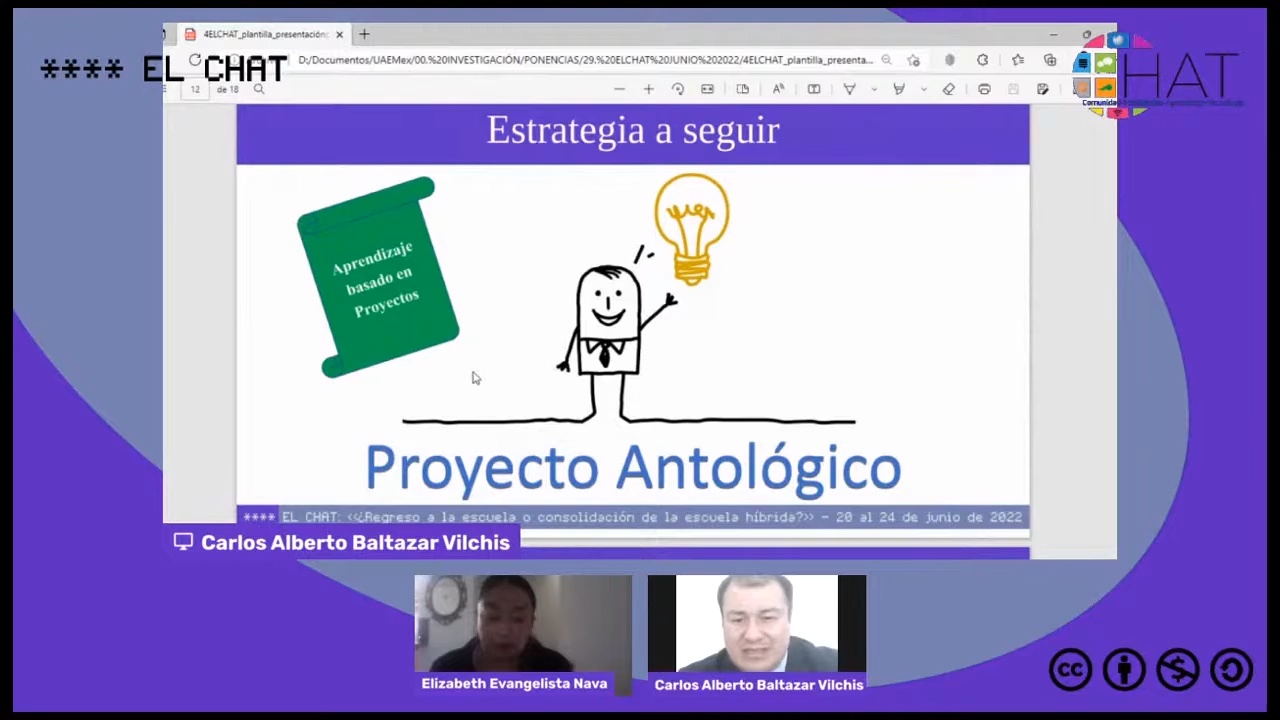 4ELCHAT_plantilla_presentación
**** EL CHAT
D:/Documentos/UAEMex/00.%20INVESTIGACIÓN/PONENCIAS/29.%20ELCHAT%20JUNIO%202022/4ELCHAT_plantilla_presenta...
HAT
12 de 18
Estrategia a seguir
Aprendizaje
basado en
Proyectos
Proyecto Antológico
**** EL CHAT: <<¿Regreso a la escuela o consolidación de la escuela híbrida?>> – 20 al 24 de junio de 2022
Carlos Alberto Baltazar Vilchis
Elizabeth Evangelista Nava
Carlos Alberto Baltazar Vilchis
cc